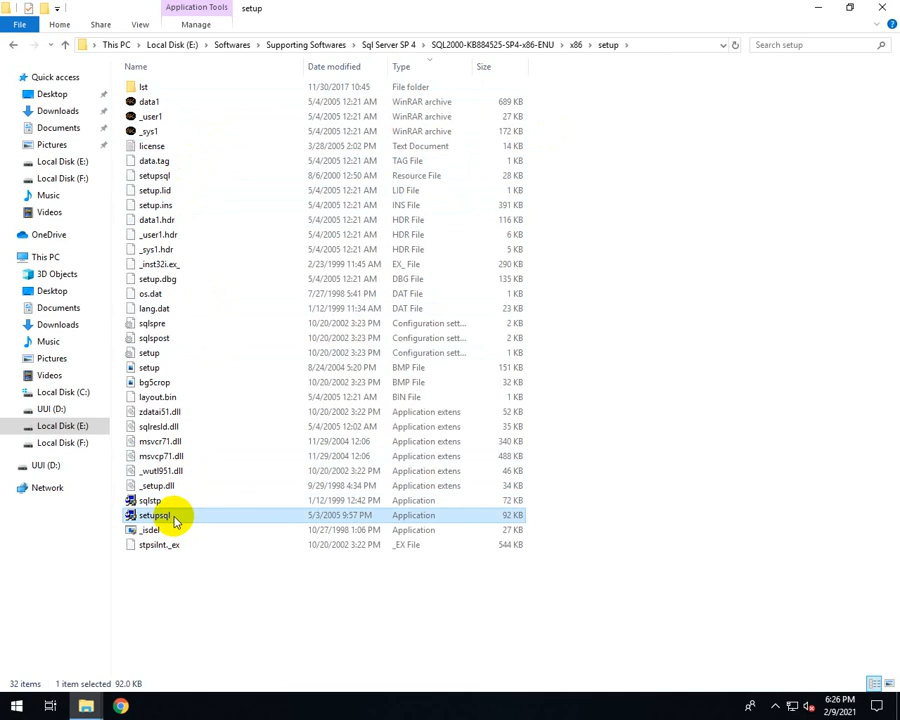 Application Tools setup
File Home Share View Manage
This PC Local Disk (E:) Softwares Supporting Softwares Sql Server SP 4 SQL2000-KB884525-SP4-x86-ENU x86 setup Search setup
Name Date modified Type Size
Quick access
Desktop
Downloads
Documents
Pictures
Local Disk (E:)
Local Disk (F:)
Music
Videos
OneDrive
This PC
3D Objects
Desktop
Documents
Downloads
Music
Pictures
Videos
Local Disk (C:)
UUI (D:)
Local Disk (E:)
Local Disk (F:)
UUI (D:)
Network
lst 11/30/2017 10:45 File folder
data1 5/4/2005 12:21 AM WinRAR archive 689 KB
_user1 5/4/2005 12:21 AM WinRAR archive 27 KB
_sys1 5/4/2005 12:21 AM WinRAR archive 172 KB
license 3/28/2005 2:02 PM Text Document 14 KB
data.tag 5/4/2005 12:21 AM TAG File 1 KB
setupsql 8/6/2000 12:50 AM Resource File 28 KB
setup.lid 5/4/2005 12:21 AM LID File 1 KB
setup.ins 5/4/2005 12:21 AM INS File 391 KB
data1.hdr 5/4/2005 12:21 AM HDR File 116 KB
_user1.hdr 5/4/2005 12:21 AM HDR File 6 KB
_sys1.hdr 5/4/2005 12:21 AM HDR File 5 KB
_inst32i.ex_ 2/23/1999 11:45 AM EX_ File 290 KB
setup.dbg 5/4/2005 12:21 AM DBG File 135 KB
os.dat 7/27/1998 5:41 PM DAT File 1 KB
lang.dat 1/12/1999 11:34 AM DAT File 23 KB
sqlspre 10/20/2002 3:23 PM Configuration sett... 2 KB
sqlspost 10/20/2002 3:23 PM Configuration sett... 2 KB
setup 10/20/2002 3:23 PM Configuration sett... 1 KB
setup 8/24/2004 5:20 PM BMP File 151 KB
bg5crop 10/20/2002 3:23 PM BMP File 32 KB
layout.bin 5/4/2005 12:21 AM BIN File 1 KB
zdatai51.dll 10/20/2002 3:22 PM Application extens 52 KB
sqlresld.dll 5/4/2005 12:02 AM Application extens 35 KB
msvcr71.dll 11/29/2004 12:06 Application extens 340 KB
msvcp71.dll 11/29/2004 12:06 Application extens 488 KB
_wutl951.dll 10/20/2002 3:22 PM Application extens 46 KB
_setup.dll 9/29/1998 4:34 PM Application extens 34 KB
sqlstp 1/12/1999 12:42 PM Application 72 KB
setupsql 5/3/2005 9:57 PM Application 92 KB
_isdel 10/27/1998 1:06 PM Application 27 KB
stpsilnt._ex 10/20/2002 3:22 PM _EX File 544 KB
32 items 1 item selected 92.0 KB
6:26 PM
2/9/2021